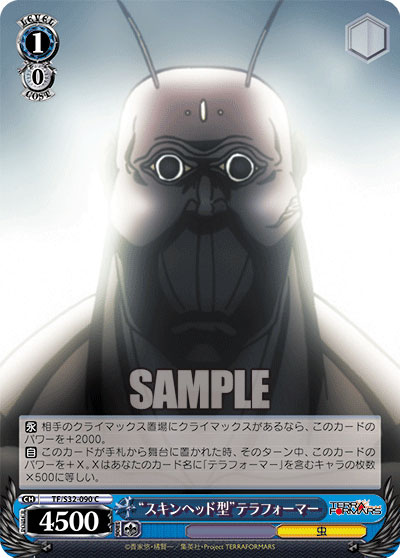 LEVEL
1
0
COST
SAMPLE
【永】 相手のクライマックス置場にクライマックスがあるなら、このカードの
パワーを＋2000。
【自】 このカードが手札から舞台に置かれた時、そのターン中、このカードの
パワーを＋X。Xはあなたのカード名に「テラフォーマー」を含むキャラの枚数
×500に等しい。
CH TF/S32-090 C
POWER 4500
“スキンヘッド型”テラフォーマー
TERRA FORMARS
虫
©貴家悠・橘賢一／集英社・Project TERRAFORMARS